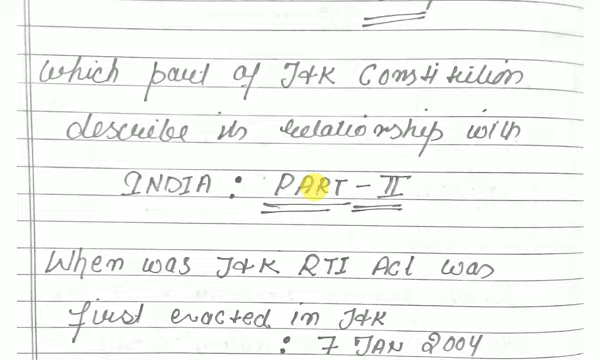 Which part of J&K Constitution
describe its relationship with
INDIA : PART - II
When was J&K RTI Act was
first enacted in J&K
: 7 JAN 2004